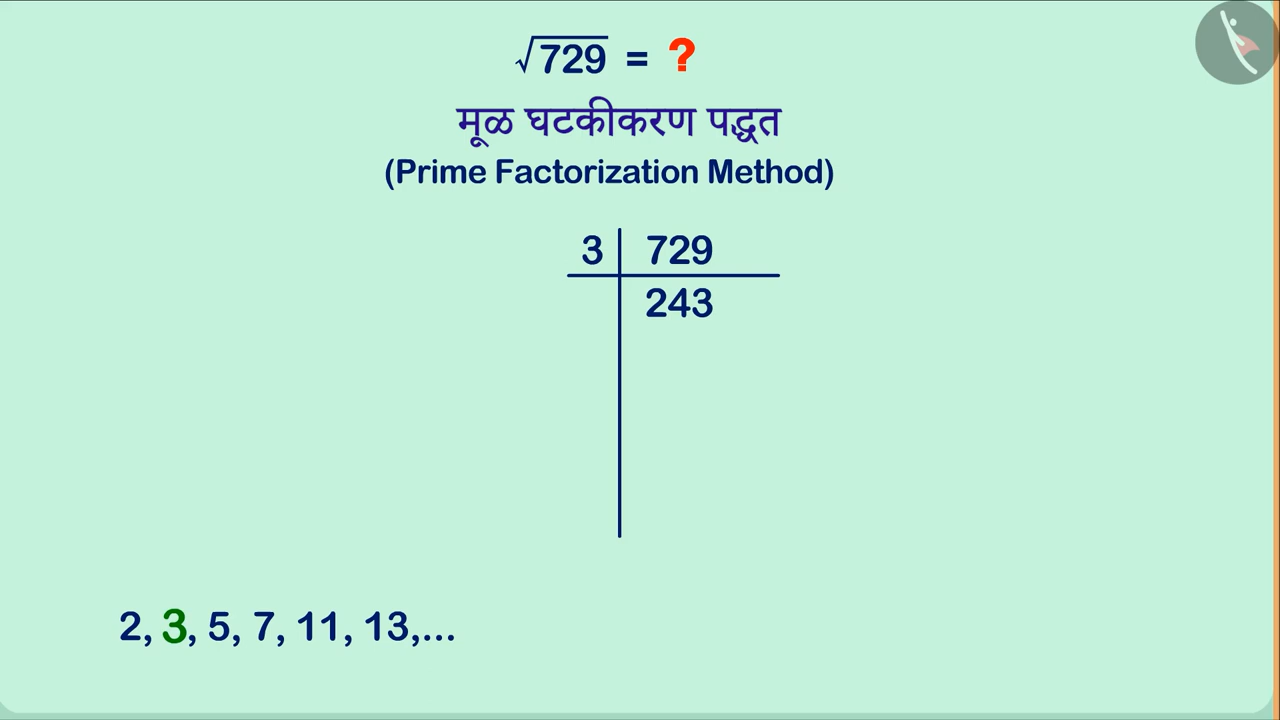 √729 = ?
मूळ घटकीकरण पद्धत
(Prime Factorization Method)
3 729
243
2, 3, 5, 7, 11, 13,...